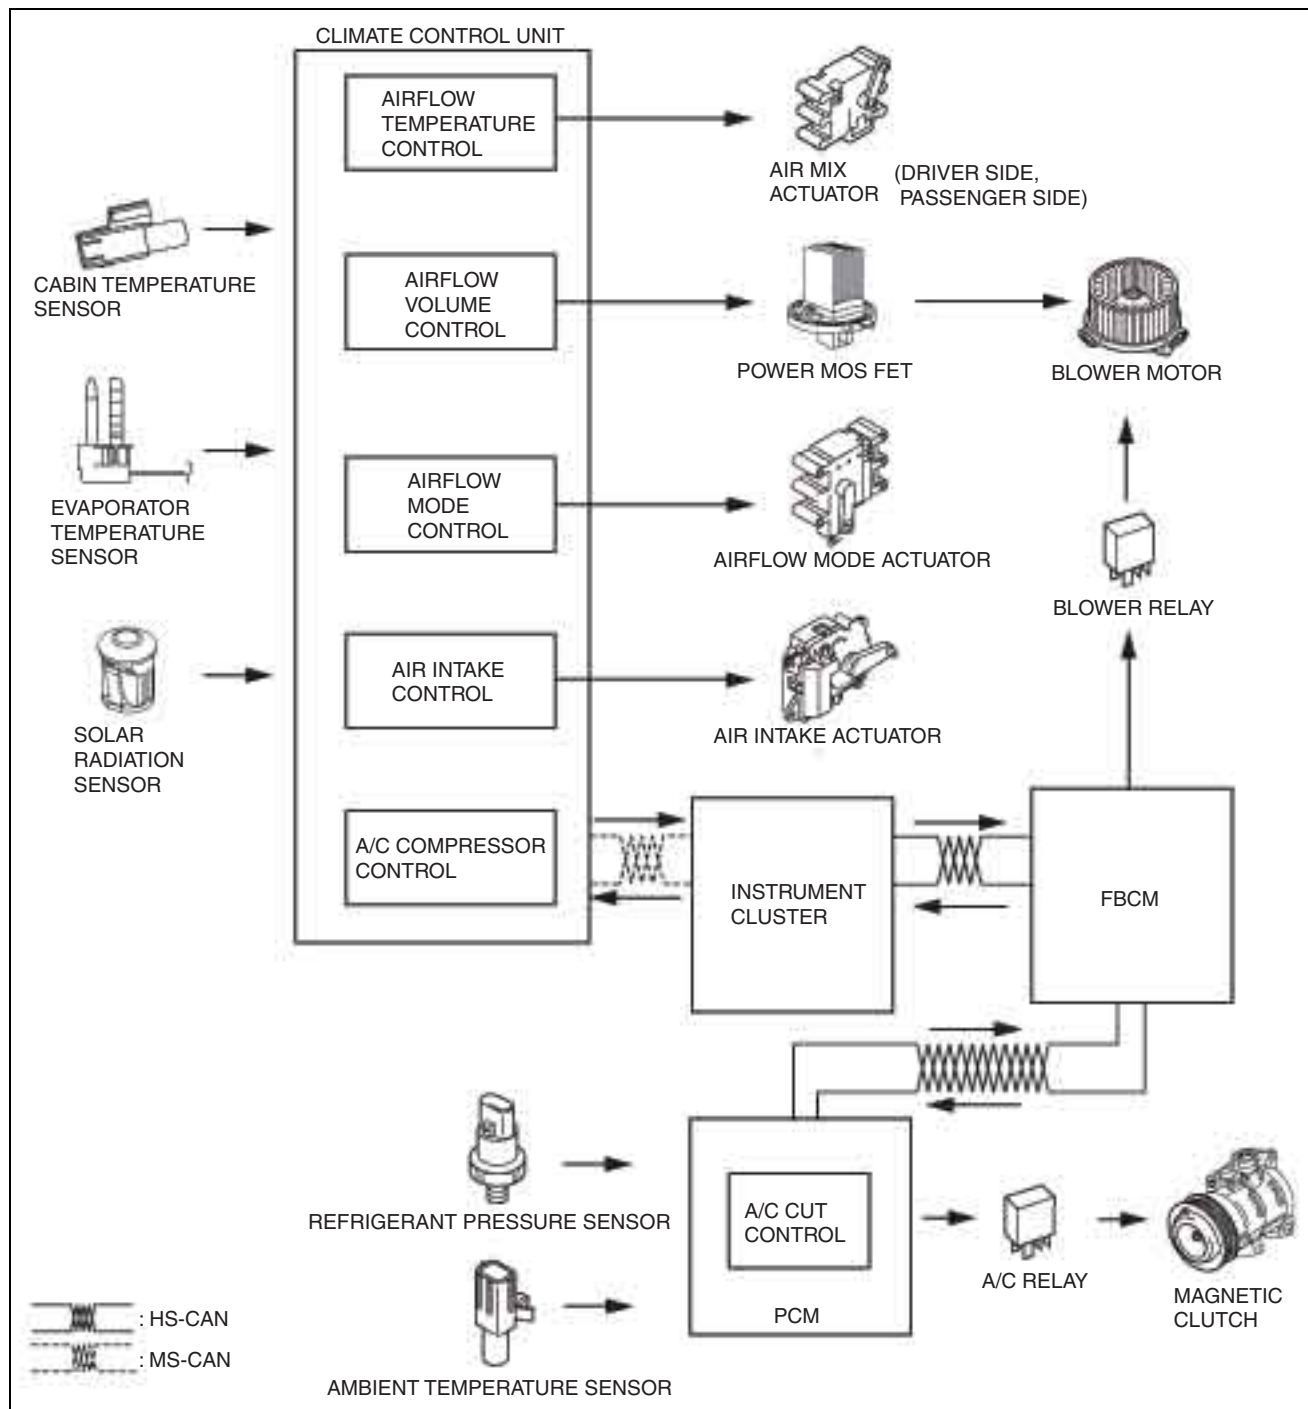 CLIMATE CONTROL UNIT
AIRFLOW
TEMPERATURE
CONTROL
AIR MIX
ACTUATOR
(DRIVER SIDE,
PASSENGER SIDE)
CABIN TEMPERATURE
SENSOR
AIRFLOW
VOLUME
CONTROL
POWER MOS FET
BLOWER MOTOR
EVAPORATOR
TEMPERATURE
SENSOR
AIRFLOW
MODE
CONTROL
AIRFLOW MODE ACTUATOR
BLOWER RELAY
SOLAR
RADIATION
SENSOR
AIR INTAKE
CONTROL
AIR INTAKE ACTUATOR
A/C COMPRESSOR
CONTROL
INSTRUMENT
CLUSTER
FBCM
REFRIGERANT PRESSURE SENSOR
A/C CUT
CONTROL
PCM
A/C RELAY
MAGNETIC
CLUTCH
AMBIENT TEMPERATURE SENSOR
: HS-CAN
: MS-CAN